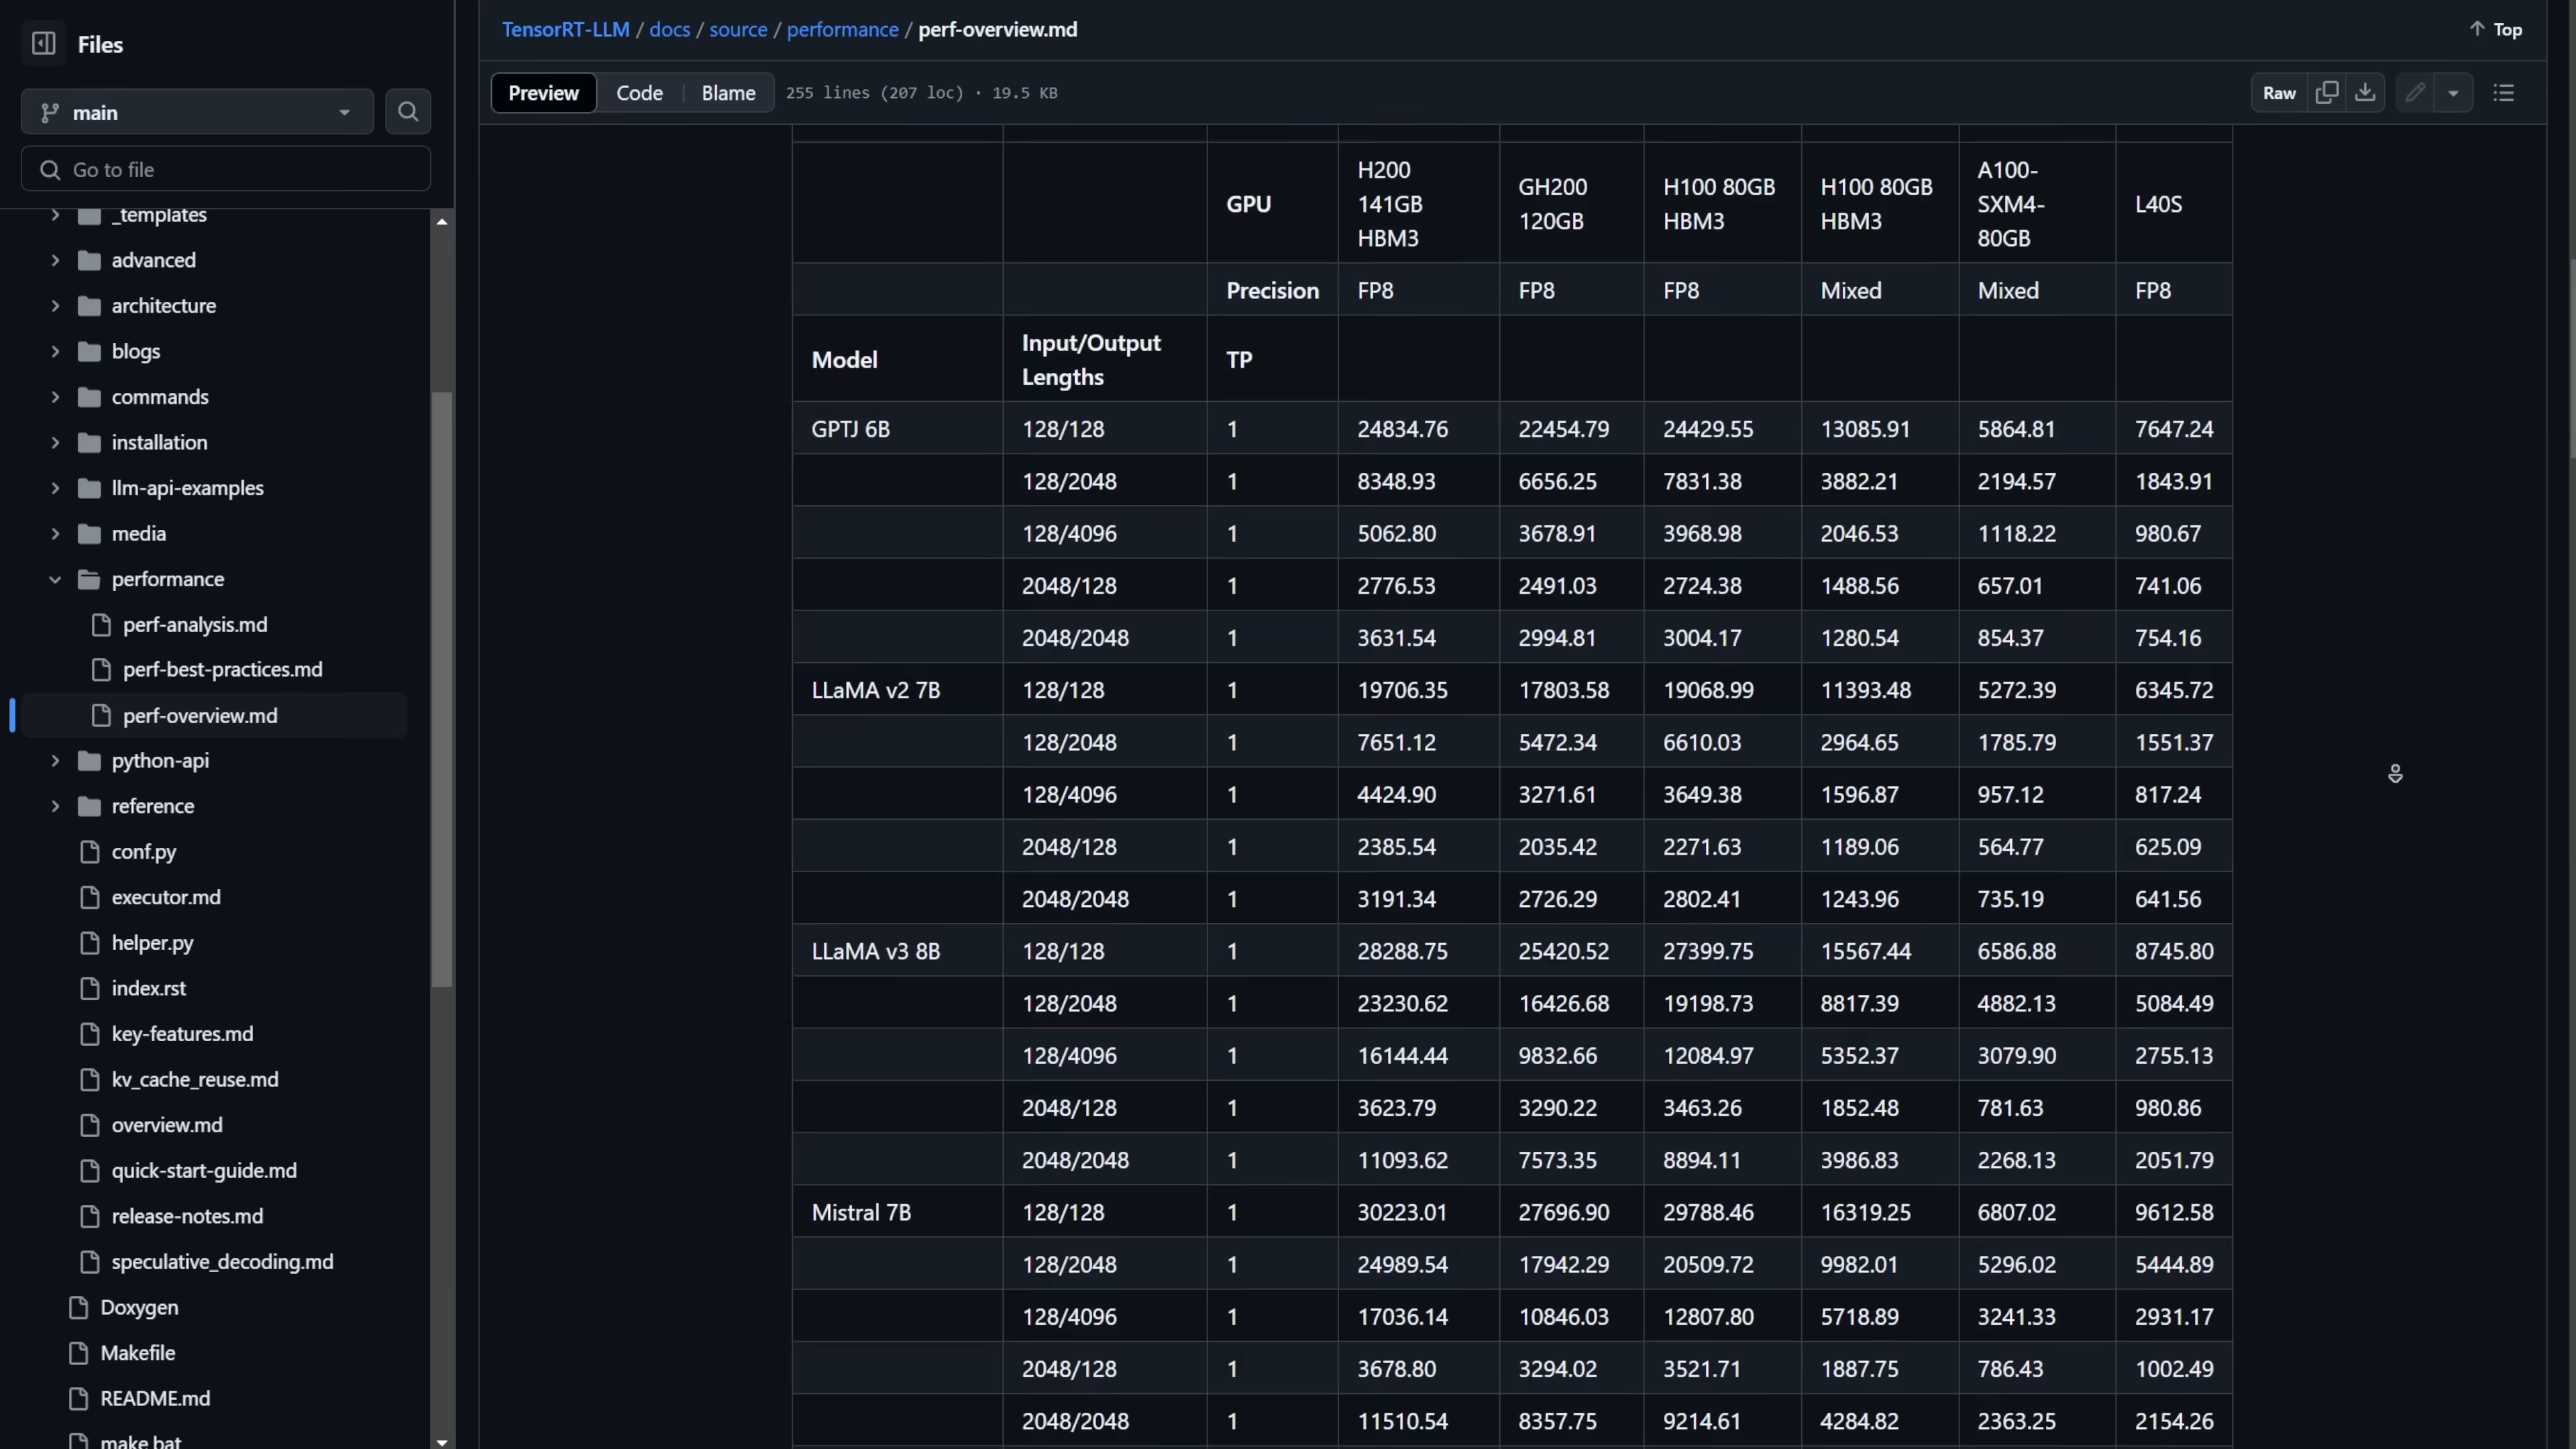 Files
main
Go to file
_templates
advanced
architecture
blogs
commands
installation
llm-api-examples
media
performance
perf-analysis.md
perf-best-practices.md
perf-overview.md
python-api
reference
conf.py
executor.md
helper.py
index.rst
key-features.md
kv_cache_reuse.md
overview.md
quick-start-guide.md
release-notes.md
speculative_decoding.md
Doxygen
Makefile
README.md
make.bat
TensorRT-LLM / docs / source / performance / perf-overview.md
Top
Preview Code Blame 255 lines (207 loc) · 19.5 KB
Raw
GPU H200 141GB HBM3 GH200 120GB H100 80GB HBM3 H100 80GB HBM3 A100-SXM4-80GB L40S
Precision FP8 FP8 FP8 Mixed Mixed FP8
Model Input/Output Lengths TP
GPTJ 6B 128/128 1 24834.76 22454.79 24429.55 13085.91 5864.81 7647.24
128/2048 1 8348.93 6656.25 7831.38 3882.21 2194.57 1843.91
128/4096 1 5062.80 3678.91 3968.98 2046.53 1118.22 980.67
2048/128 1 2776.53 2491.03 2724.38 1488.56 657.01 741.06
2048/2048 1 3631.54 2994.81 3004.17 1280.54 854.37 754.16
LLaMA v2 7B 128/128 1 19706.35 17803.58 19068.99 11393.48 5272.39 6345.72
128/2048 1 7651.12 5472.34 6610.03 2964.65 1785.79 1551.37
128/4096 1 4424.90 3271.61 3649.38 1596.87 957.12 817.24
2048/128 1 2385.54 2035.42 2271.63 1189.06 564.77 625.09
2048/2048 1 3191.34 2726.29 2802.41 1243.96 735.19 641.56
LLaMA v3 8B 128/128 1 28288.75 25420.52 27399.75 15567.44 6586.88 8745.80
128/2048 1 23230.62 16426.68 19198.73 8817.39 4882.13 5084.49
128/4096 1 16144.44 9832.66 12084.97 5352.37 3079.90 2755.13
2048/128 1 3623.79 3290.22 3463.26 1852.48 781.63 980.86
2048/2048 1 11093.62 7573.35 8894.11 3986.83 2268.13 2051.79
Mistral 7B 128/128 1 30223.01 27696.90 29788.46 16319.25 6807.02 9612.58
128/2048 1 24989.54 17942.29 20509.72 9982.01 5296.02 5444.89
128/4096 1 17036.14 10846.03 12807.80 5718.89 3241.33 2931.17
2048/128 1 3678.80 3294.02 3521.71 1887.75 786.43 1002.49
2048/2048 1 11510.54 8357.75 9214.61 4284.82 2363.25 2154.26